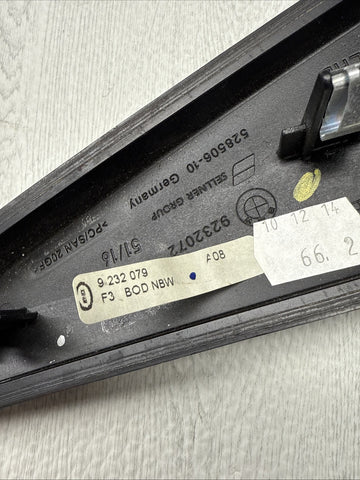 528506-10 Germany
SELLNER GROUP
9232072
51/16
>PC/SAN 20GF<
9 232 079 A08
F3 BOD NBW
10 12 14
66. 2